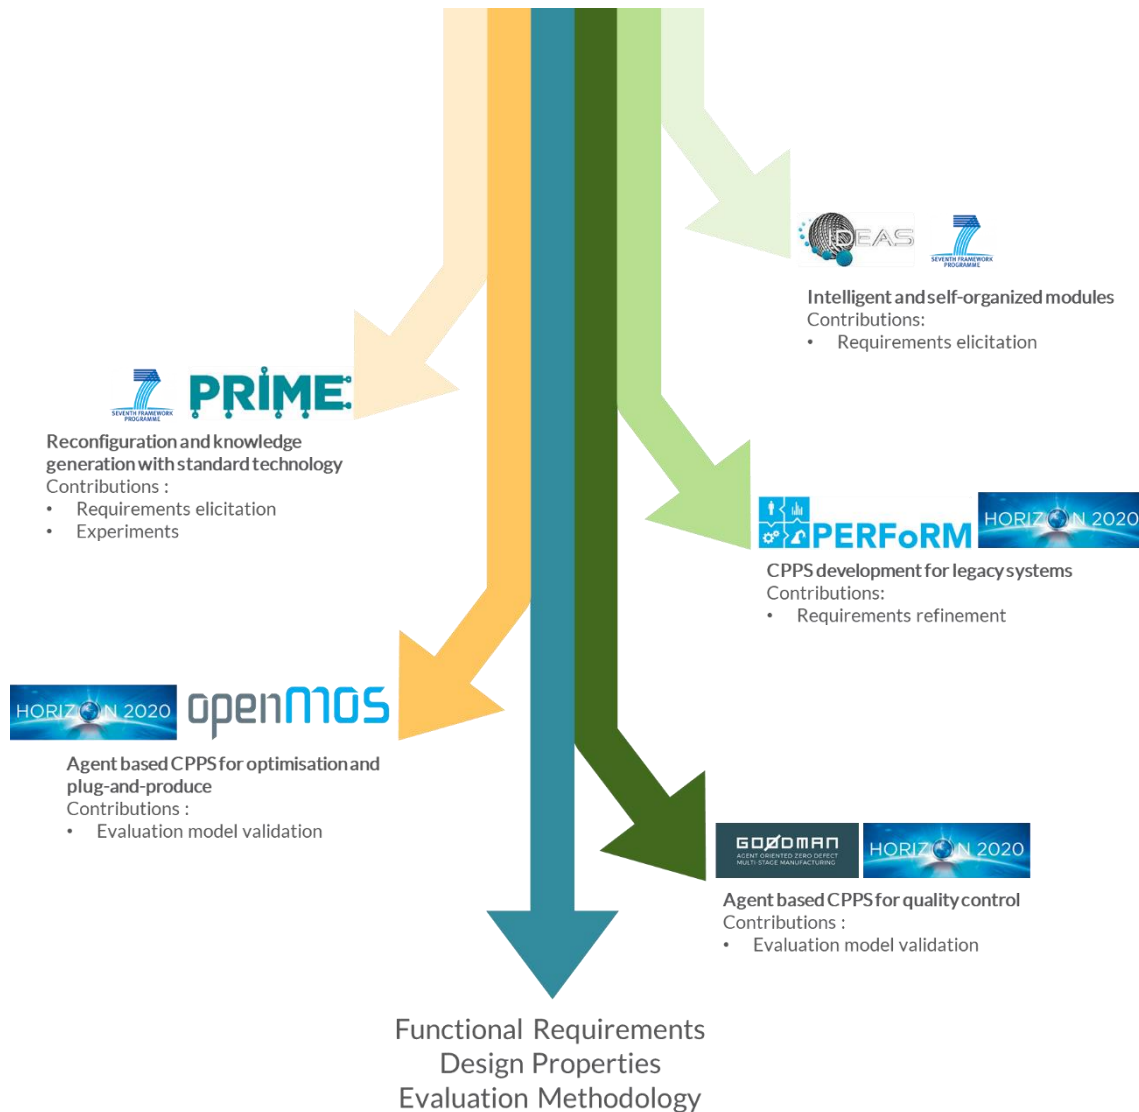 IDEAS
7
SEVENTH FRAMEWORK
PROGRAMME
Intelligent and self-organized modules
Contributions:
• Requirements elicitation
7
SEVENTH FRAMEWORK
PROGRAMME
PRIME
Reconfiguration and knowledge
generation with standard technology
Contributions :
• Requirements elicitation
• Experiments
PERFoRM
HORIZON 2020
CPPS development for legacy systems
Contributions:
• Requirements refinement
HORIZON 2020
openMOS
Agent based CPPS for optimisation and
plug-and-produce
Contributions :
• Evaluation model validation
GOODMAN
AGENT ORIENTED ZERO DEFECT
MULTI-STAGE MANUFACTURING
HORIZON 2020
Agent based CPPS for quality control
Contributions :
• Evaluation model validation
Functional Requirements
Design Properties
Evaluation Methodology